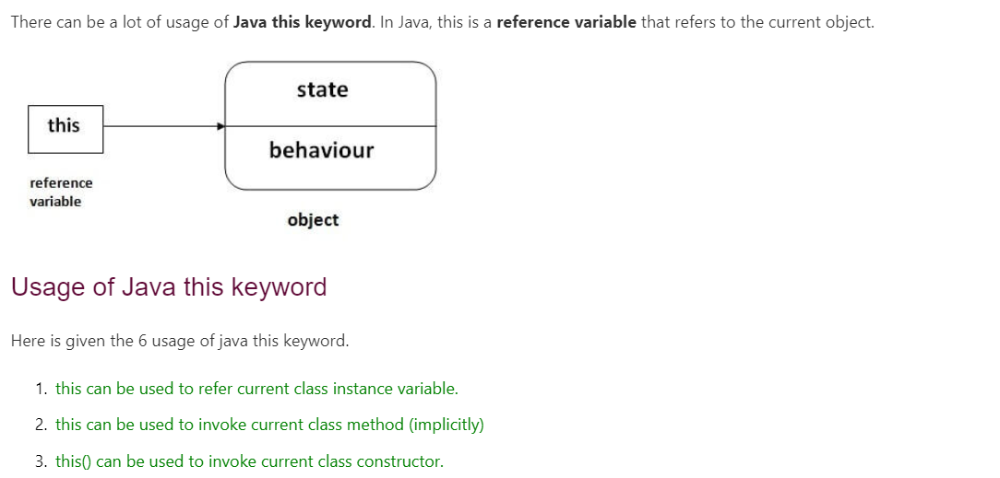 There can be a lot of usage of Java this keyword. In Java, this is a reference variable that refers to the current object.
state
this
behaviour
reference
variable
object
Usage of Java this keyword
Here is given the 6 usage of java this keyword.
1. this can be used to refer current class instance variable.
2. this can be used to invoke current class method (implicitly)
3. this() can be used to invoke current class constructor.